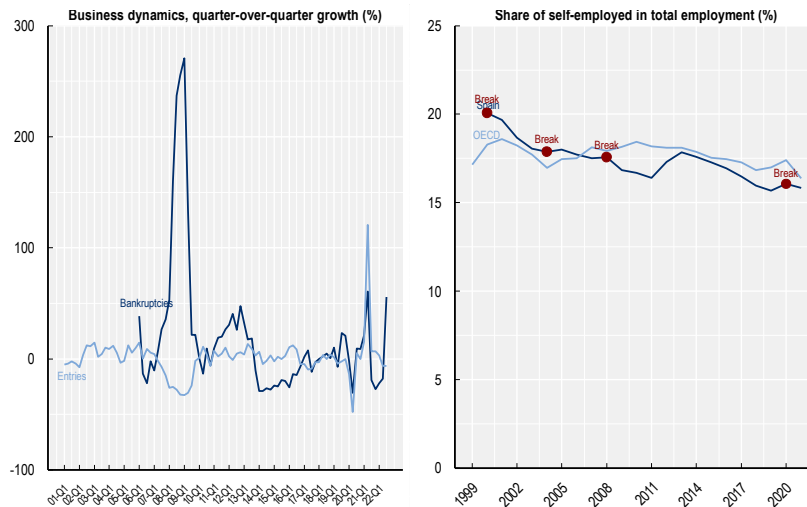 Business dynamics, quarter-over-quarter growth (%)
300
200
100
0
-100
Bankruptcies
Entries
01-Q1
02-Q1
03-Q1
04-Q1
05-Q1
06-Q1
07-Q1
08-Q1
09-Q1
10-Q1
11-Q1
12-Q1
13-Q1
14-Q1
15-Q1
16-Q1
17-Q1
18-Q1
19-Q1
20-Q1
21-Q1
22-Q1
Share of self-employed in total employment (%)
25
20
15
10
5
0
Break
Spain
OECD
Break
Break
Break
1999
2002
2005
2008
2011
2014
2017
2020